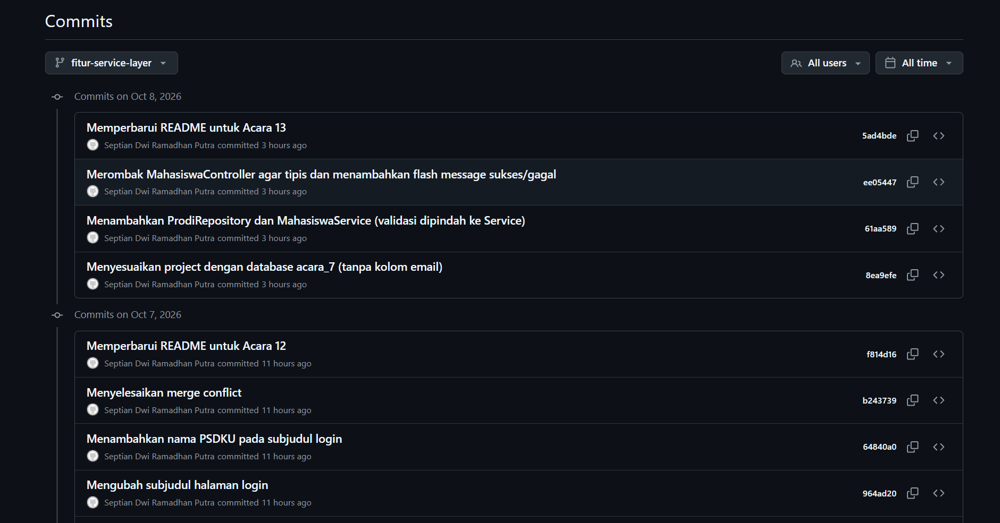 Commits
fitur-service-layer
All users
All time
Commits on Oct 8, 2026
Memperbarui README untuk Acara 13
Septian Dwi Ramadhan Putra committed 3 hours ago
5ad4bde
Merombak MahasiswaController agar tipis dan menambahkan flash message sukses/gagal
Septian Dwi Ramadhan Putra committed 3 hours ago
ee05447
Menambahkan ProdiRepository dan MahasiswaService (validasi dipindah ke Service)
Septian Dwi Ramadhan Putra committed 3 hours ago
61aa589
Menyesuaikan project dengan database acara_7 (tanpa kolom email)
Septian Dwi Ramadhan Putra committed 3 hours ago
8ea9efe
Commits on Oct 7, 2026
Memperbarui README untuk Acara 12
Septian Dwi Ramadhan Putra committed 11 hours ago
f814d16
Menyelesaikan merge conflict
Septian Dwi Ramadhan Putra committed 11 hours ago
b243739
Menambahkan nama PSDKU pada subjudul login
Septian Dwi Ramadhan Putra committed 11 hours ago
64840a0
Mengubah subjudul halaman login
Septian Dwi Ramadhan Putra committed 11 hours ago
964ad20